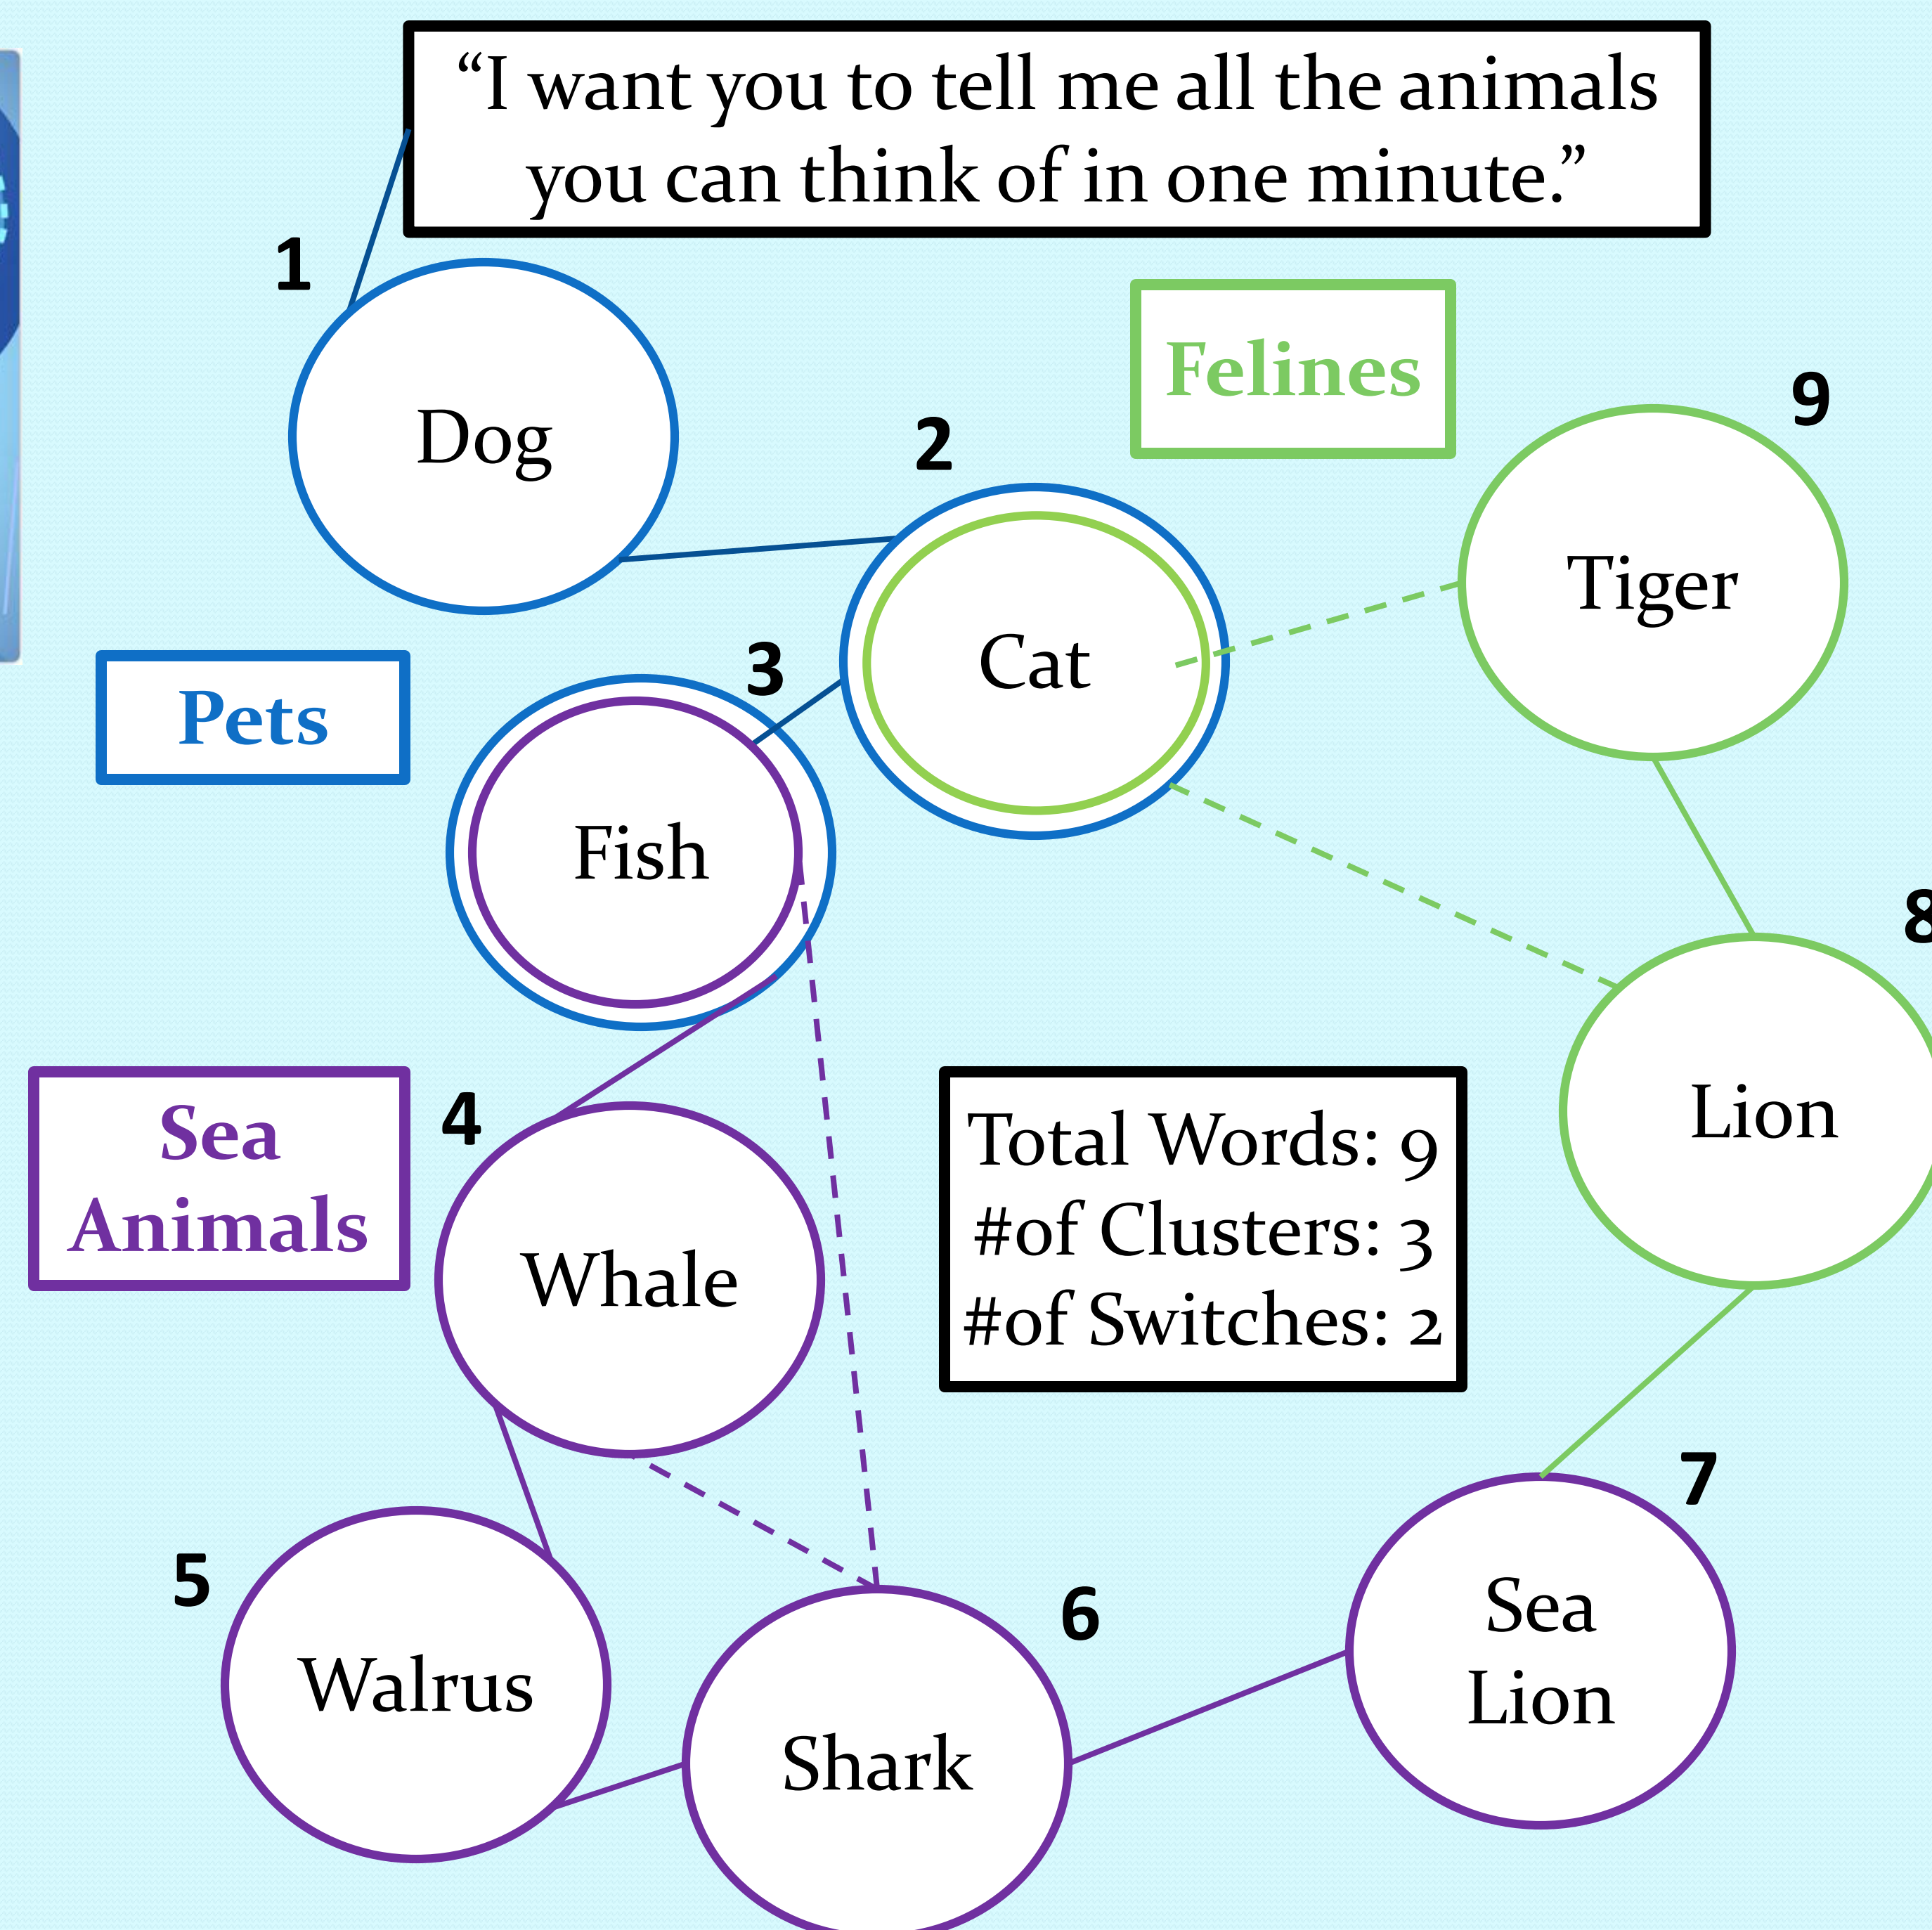 “I want you to tell me all the animals
you can think of in one minute.”
1
Dog
Felines
2
Cat
9
Tiger
Pets
3
Fish
8
Lion
Sea
Animals
4
Whale
Total Words: 9
#of Clusters: 3
#of Switches: 2
5
Walrus
6
Shark
7
Sea
Lion